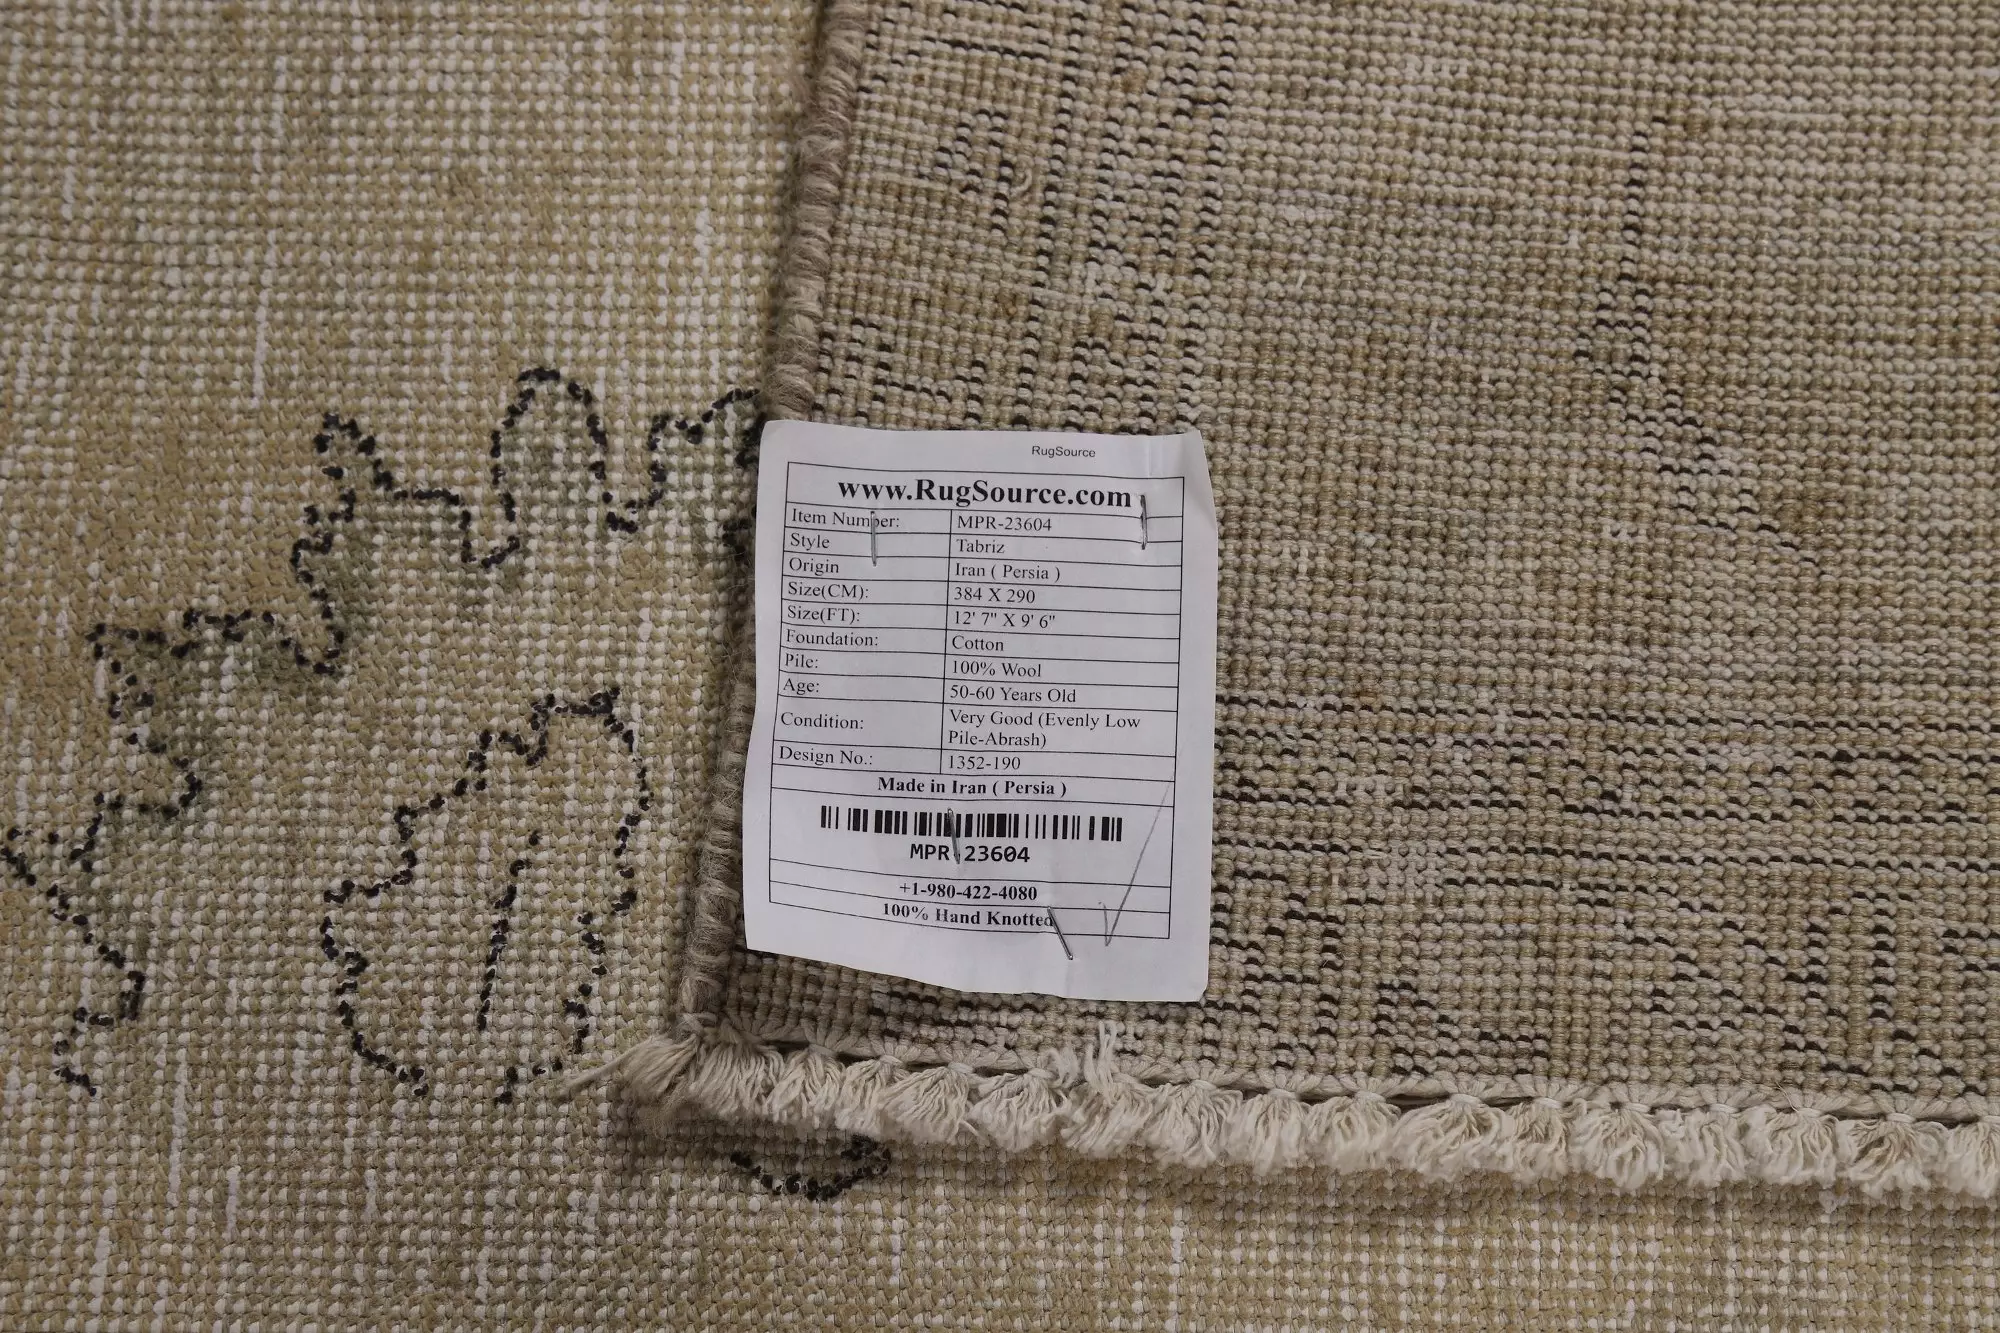 RugSource
www.RugSource.com
Item Number: MPR-23604
Style Tabriz
Origin Iran ( Persia )
Size(CM): 384 X 290
Size(FT): 12' 7" X 9' 6"
Foundation: Cotton
Pile: 100% Wool
Age: 50-60 Years Old
Condition: Very Good (Evenly Low
Pile-Abrash)
Design No.: 1352-190
Made in Iran ( Persia )
MPR-23604
+1-980-422-4080
100% Hand Knotted